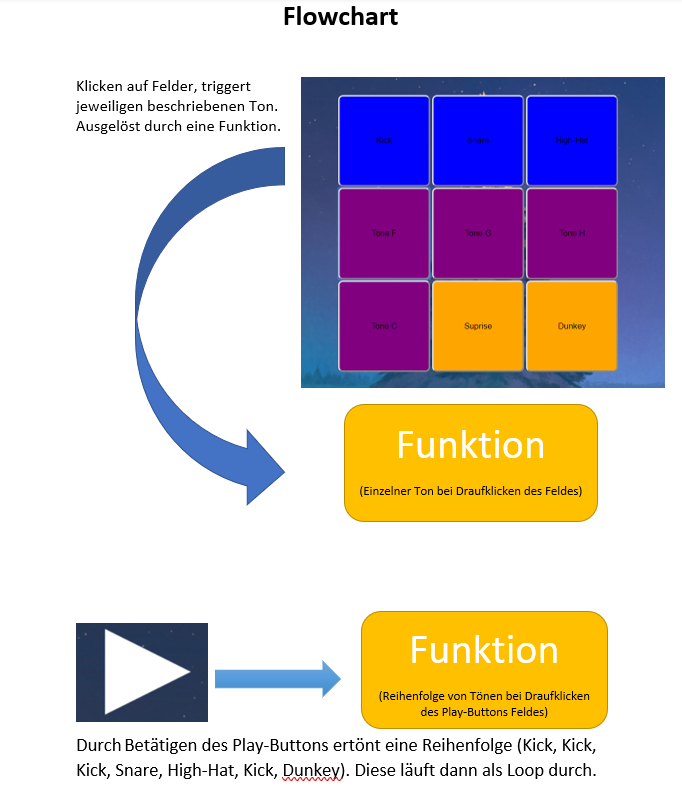 Flowchart
Klicken auf Felder, triggert
jeweiligen beschriebenen Ton.
Ausgelöst durch eine Funktion.
Kick
Snare
High-Hat
Tone F
Tone G
Tone H
Tone C
Suprise
Dunkey
Funktion
(Einzelner Ton bei Draufklicken des Feldes)
Funktion
(Reihenfolge von Tönen bei Draufklicken
des Play-Buttons Feldes)
Durch Betätigen des Play-Buttons ertönt eine Reihenfolge (Kick, Kick,
Kick, Snare, High-Hat, Kick, Dunkey). Diese läuft dann als Loop durch.